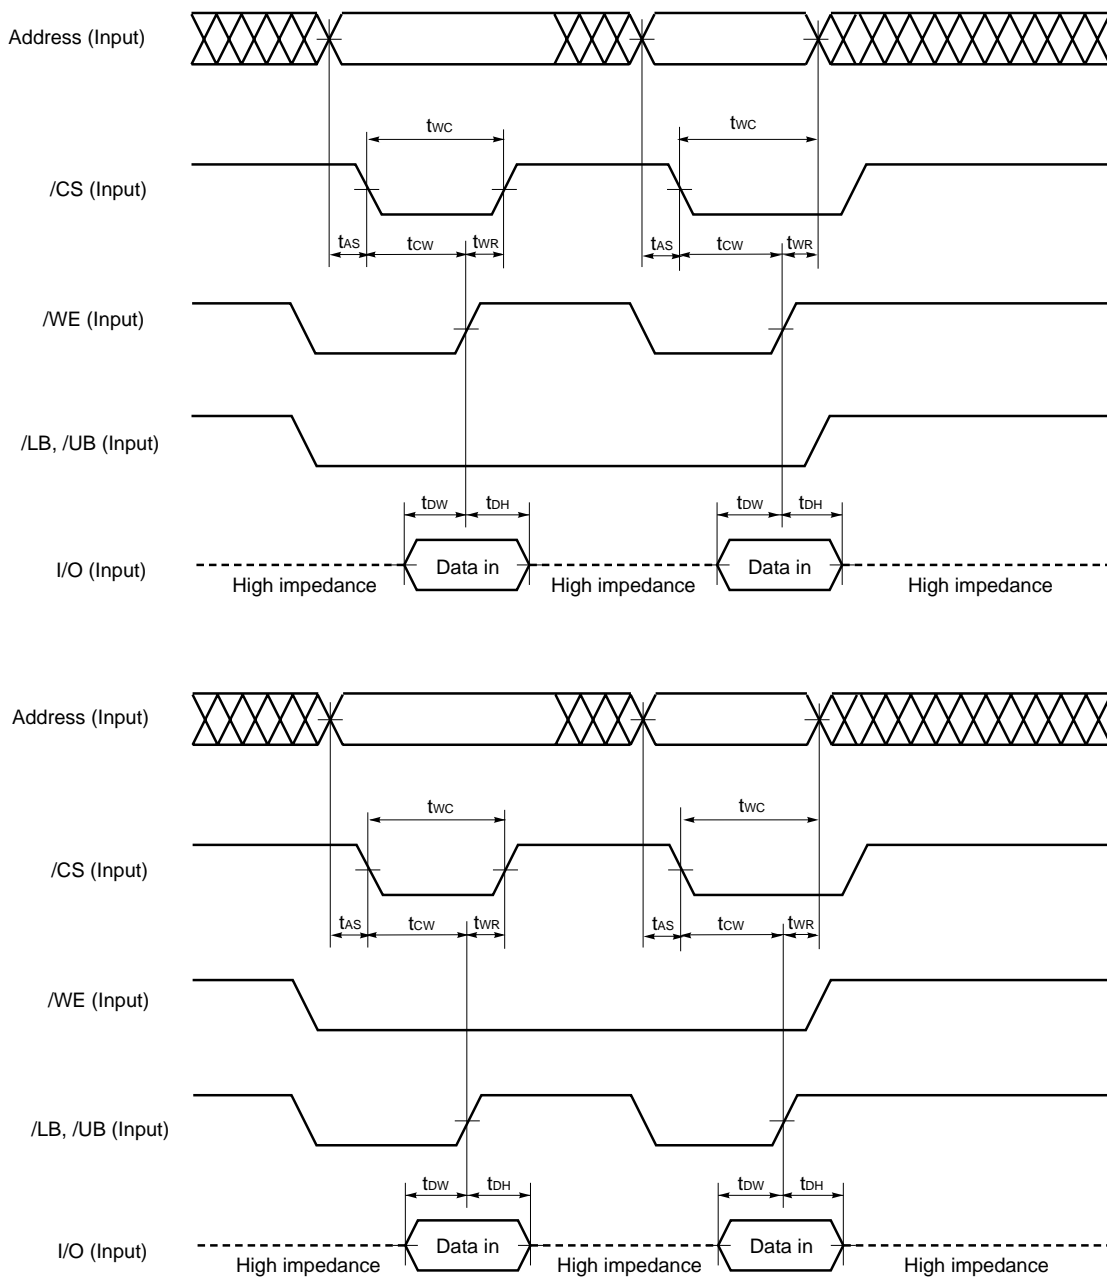 Address (Input)
tWC
tWC
/CS (Input)
tAS
tCW
tWR
tAS
tCW
tWR
/WE (Input)
/LB, /UB (Input)
tDW
tDH
tDW
tDH
I/O (Input)
Data in
Data in
High impedance
High impedance
High impedance
Address (Input)
tWC
tWC
/CS (Input)
tAS
tCW
tWR
tAS
tCW
tWR
/WE (Input)
/LB, /UB (Input)
tDW
tDH
tDW
tDH
I/O (Input)
Data in
Data in
High impedance
High impedance
High impedance